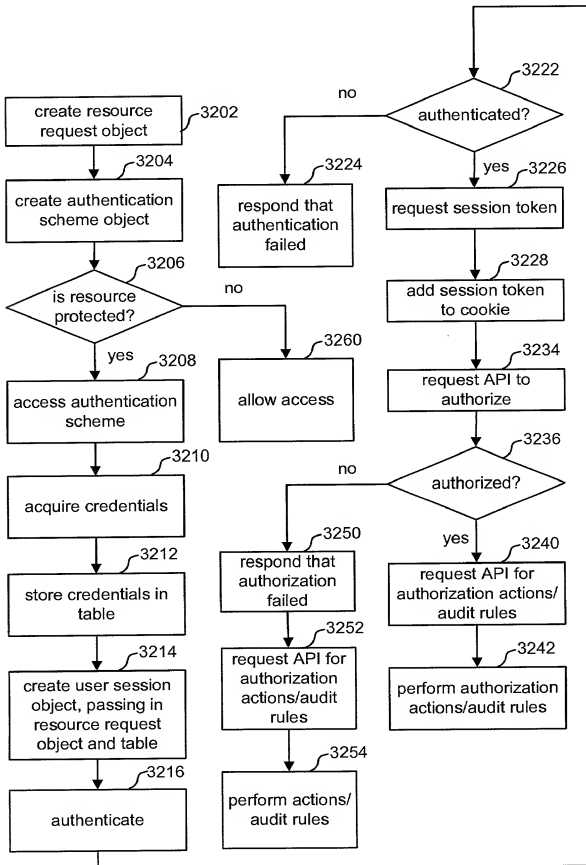 create resource
request object
3202
3204
create authentication
scheme object
3206
is resource
protected?
no
yes
3208
access authentication
scheme
3210
acquire credentials
3212
store credentials in
table
3214
create user session
object, passing in
resource request
object and table
3216
authenticate
3260
allow access
3222
authenticated?
no
yes
3224
respond that
authentication
failed
3226
request session token
3228
add session token
to cookie
3234
request API to
authorize
3236
authorized?
no
yes
3250
respond that
authorization
failed
3252
request API for
authorization
actions/audit
rules
3254
perform actions/
audit rules
3240
request API for
authorization actions/
audit rules
3242
perform authorization
actions/audit rules